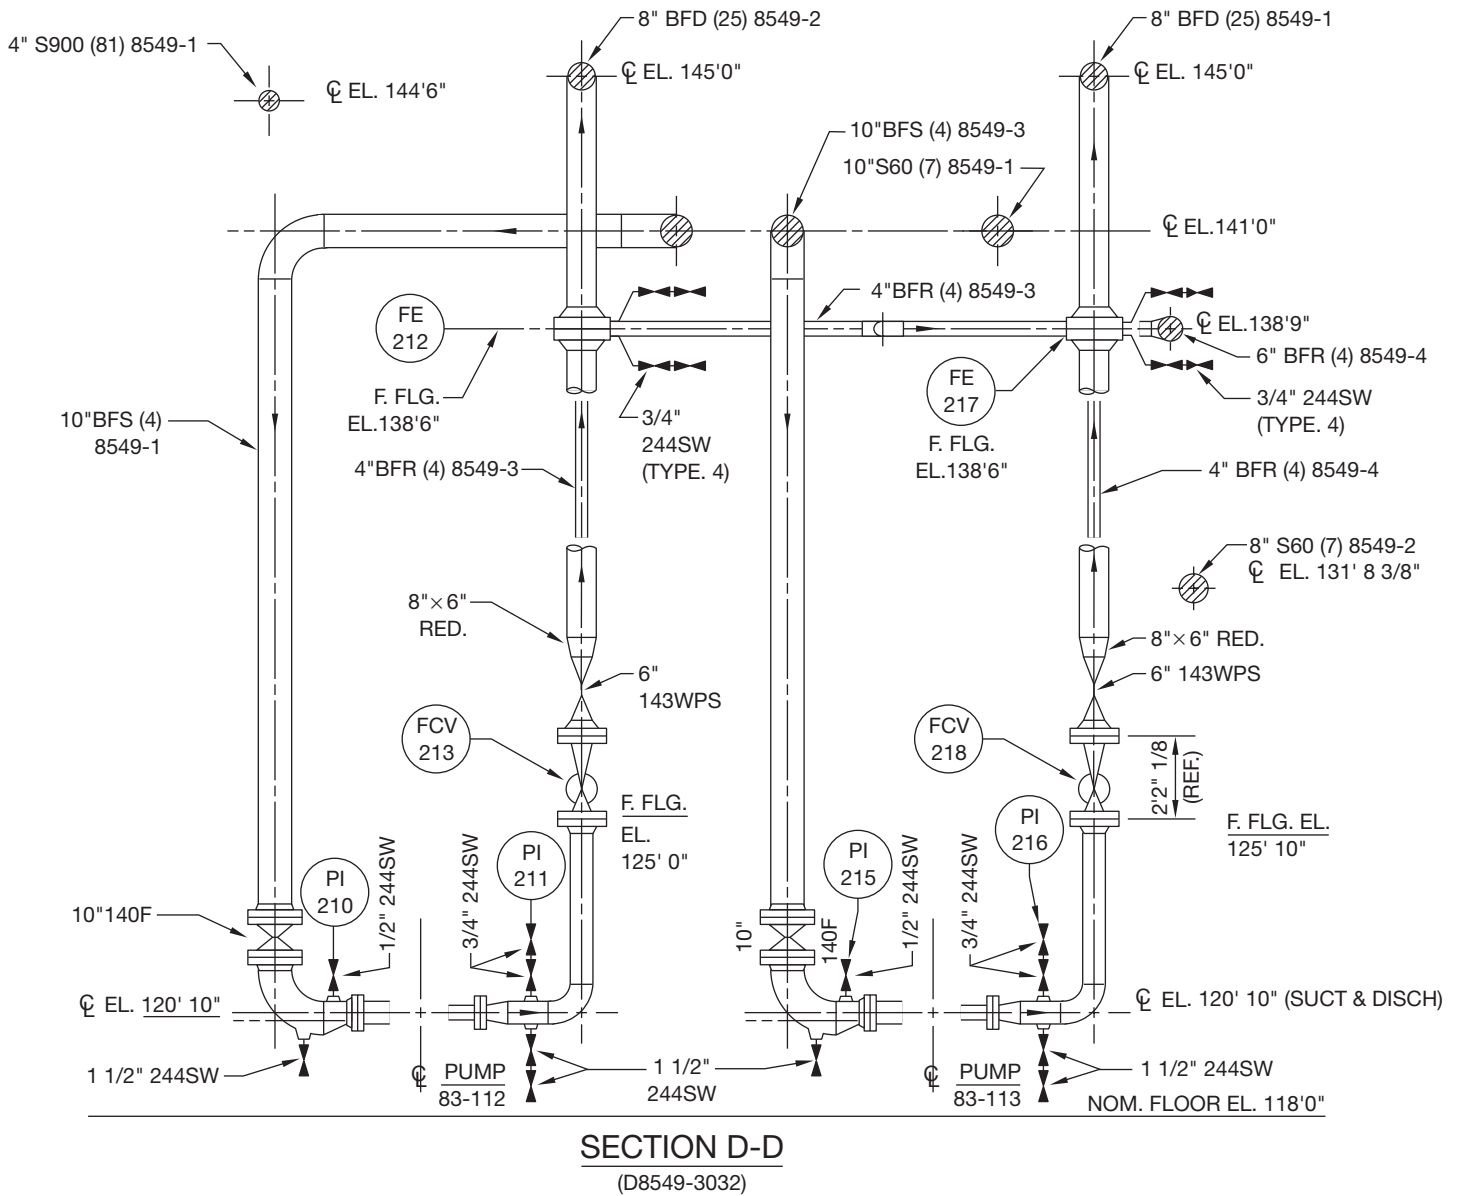 8" BFD (25) 8549-2
8" BFD (25) 8549-1
4" S900 (81) 8549-1
℄ EL. 144'6"
℄ EL. 145'0"
℄ EL. 145'0"
10"BFS (4) 8549-3
10"S60 (7) 8549-1
℄ EL.141'0"
4"BFR (4) 8549-3
FE
212
℄ EL.138'9"
6" BFR (4) 8549-4
F. FLG.
EL.138'6"
3/4"
244SW
(TYPE. 4)
FE
217
F. FLG.
EL.138'6"
3/4" 244SW
(TYPE. 4)
10"BFS (4)
8549-1
4"BFR (4) 8549-3
4" BFR (4) 8549-4
8" S60 (7) 8549-2
℄ EL. 131' 8 3/8"
8"×6"
RED.
8"×6" RED.
6"
143WPS
6" 143WPS
FCV
213
FCV
218
2'2" 1/8
(REF.)
F. FLG.
EL.
125' 0"
F. FLG. EL.
125' 10"
PI
210
1/2" 244SW
3/4" 244SW
PI
211
PI
215
1/2" 244SW
3/4" 244SW
PI
216
10"140F
10"
140F
℄ EL. 120' 10"
℄ EL. 120' 10" (SUCT & DISCH)
1 1/2" 244SW
℄ PUMP
83-112
1 1/2"
244SW
℄ PUMP
83-113
1 1/2" 244SW
NOM. FLOOR EL. 118'0"
SECTION D-D
(D8549-3032)